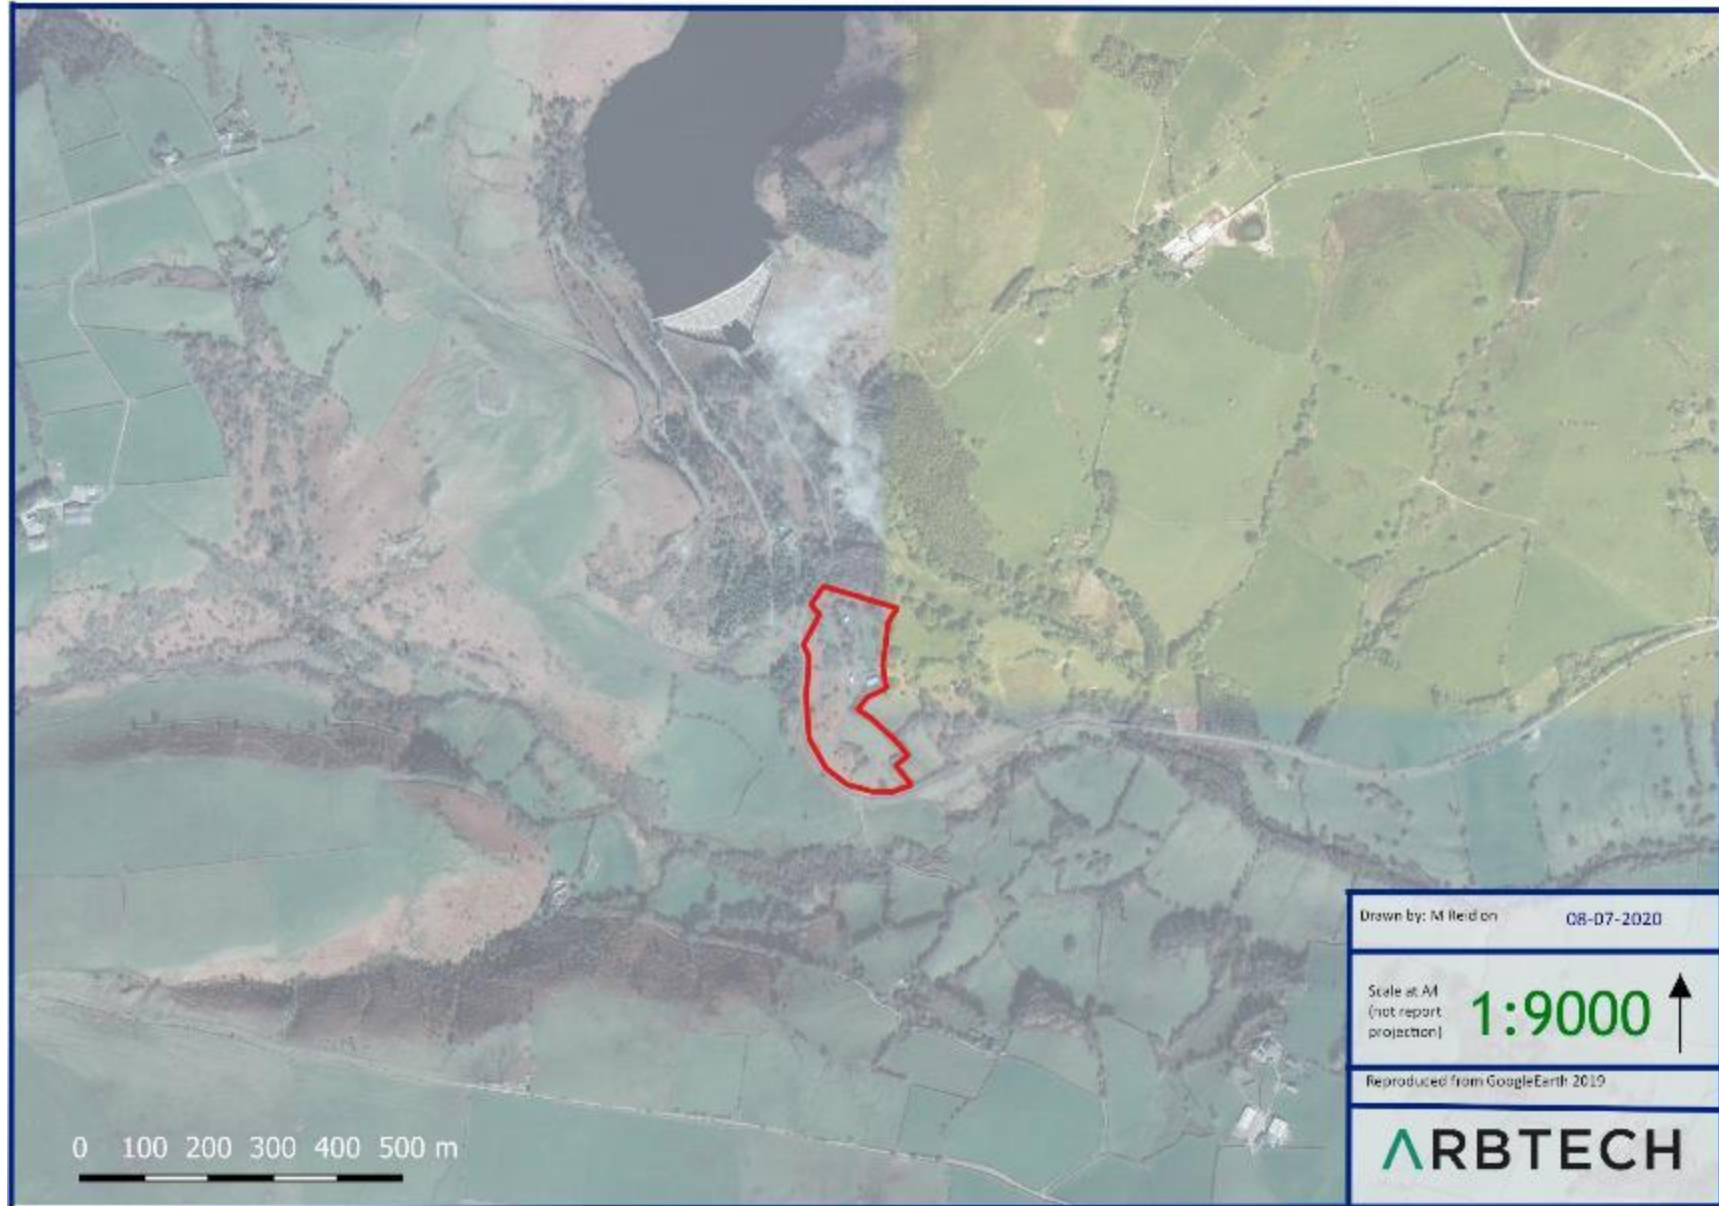 Drawn by: M Reid on 08-07-2020
Scale at A4
(not report
projection)
1:9000
Reproduced from GoogleEarth 2019
ARBTECH
0 100 200 300 400 500 m